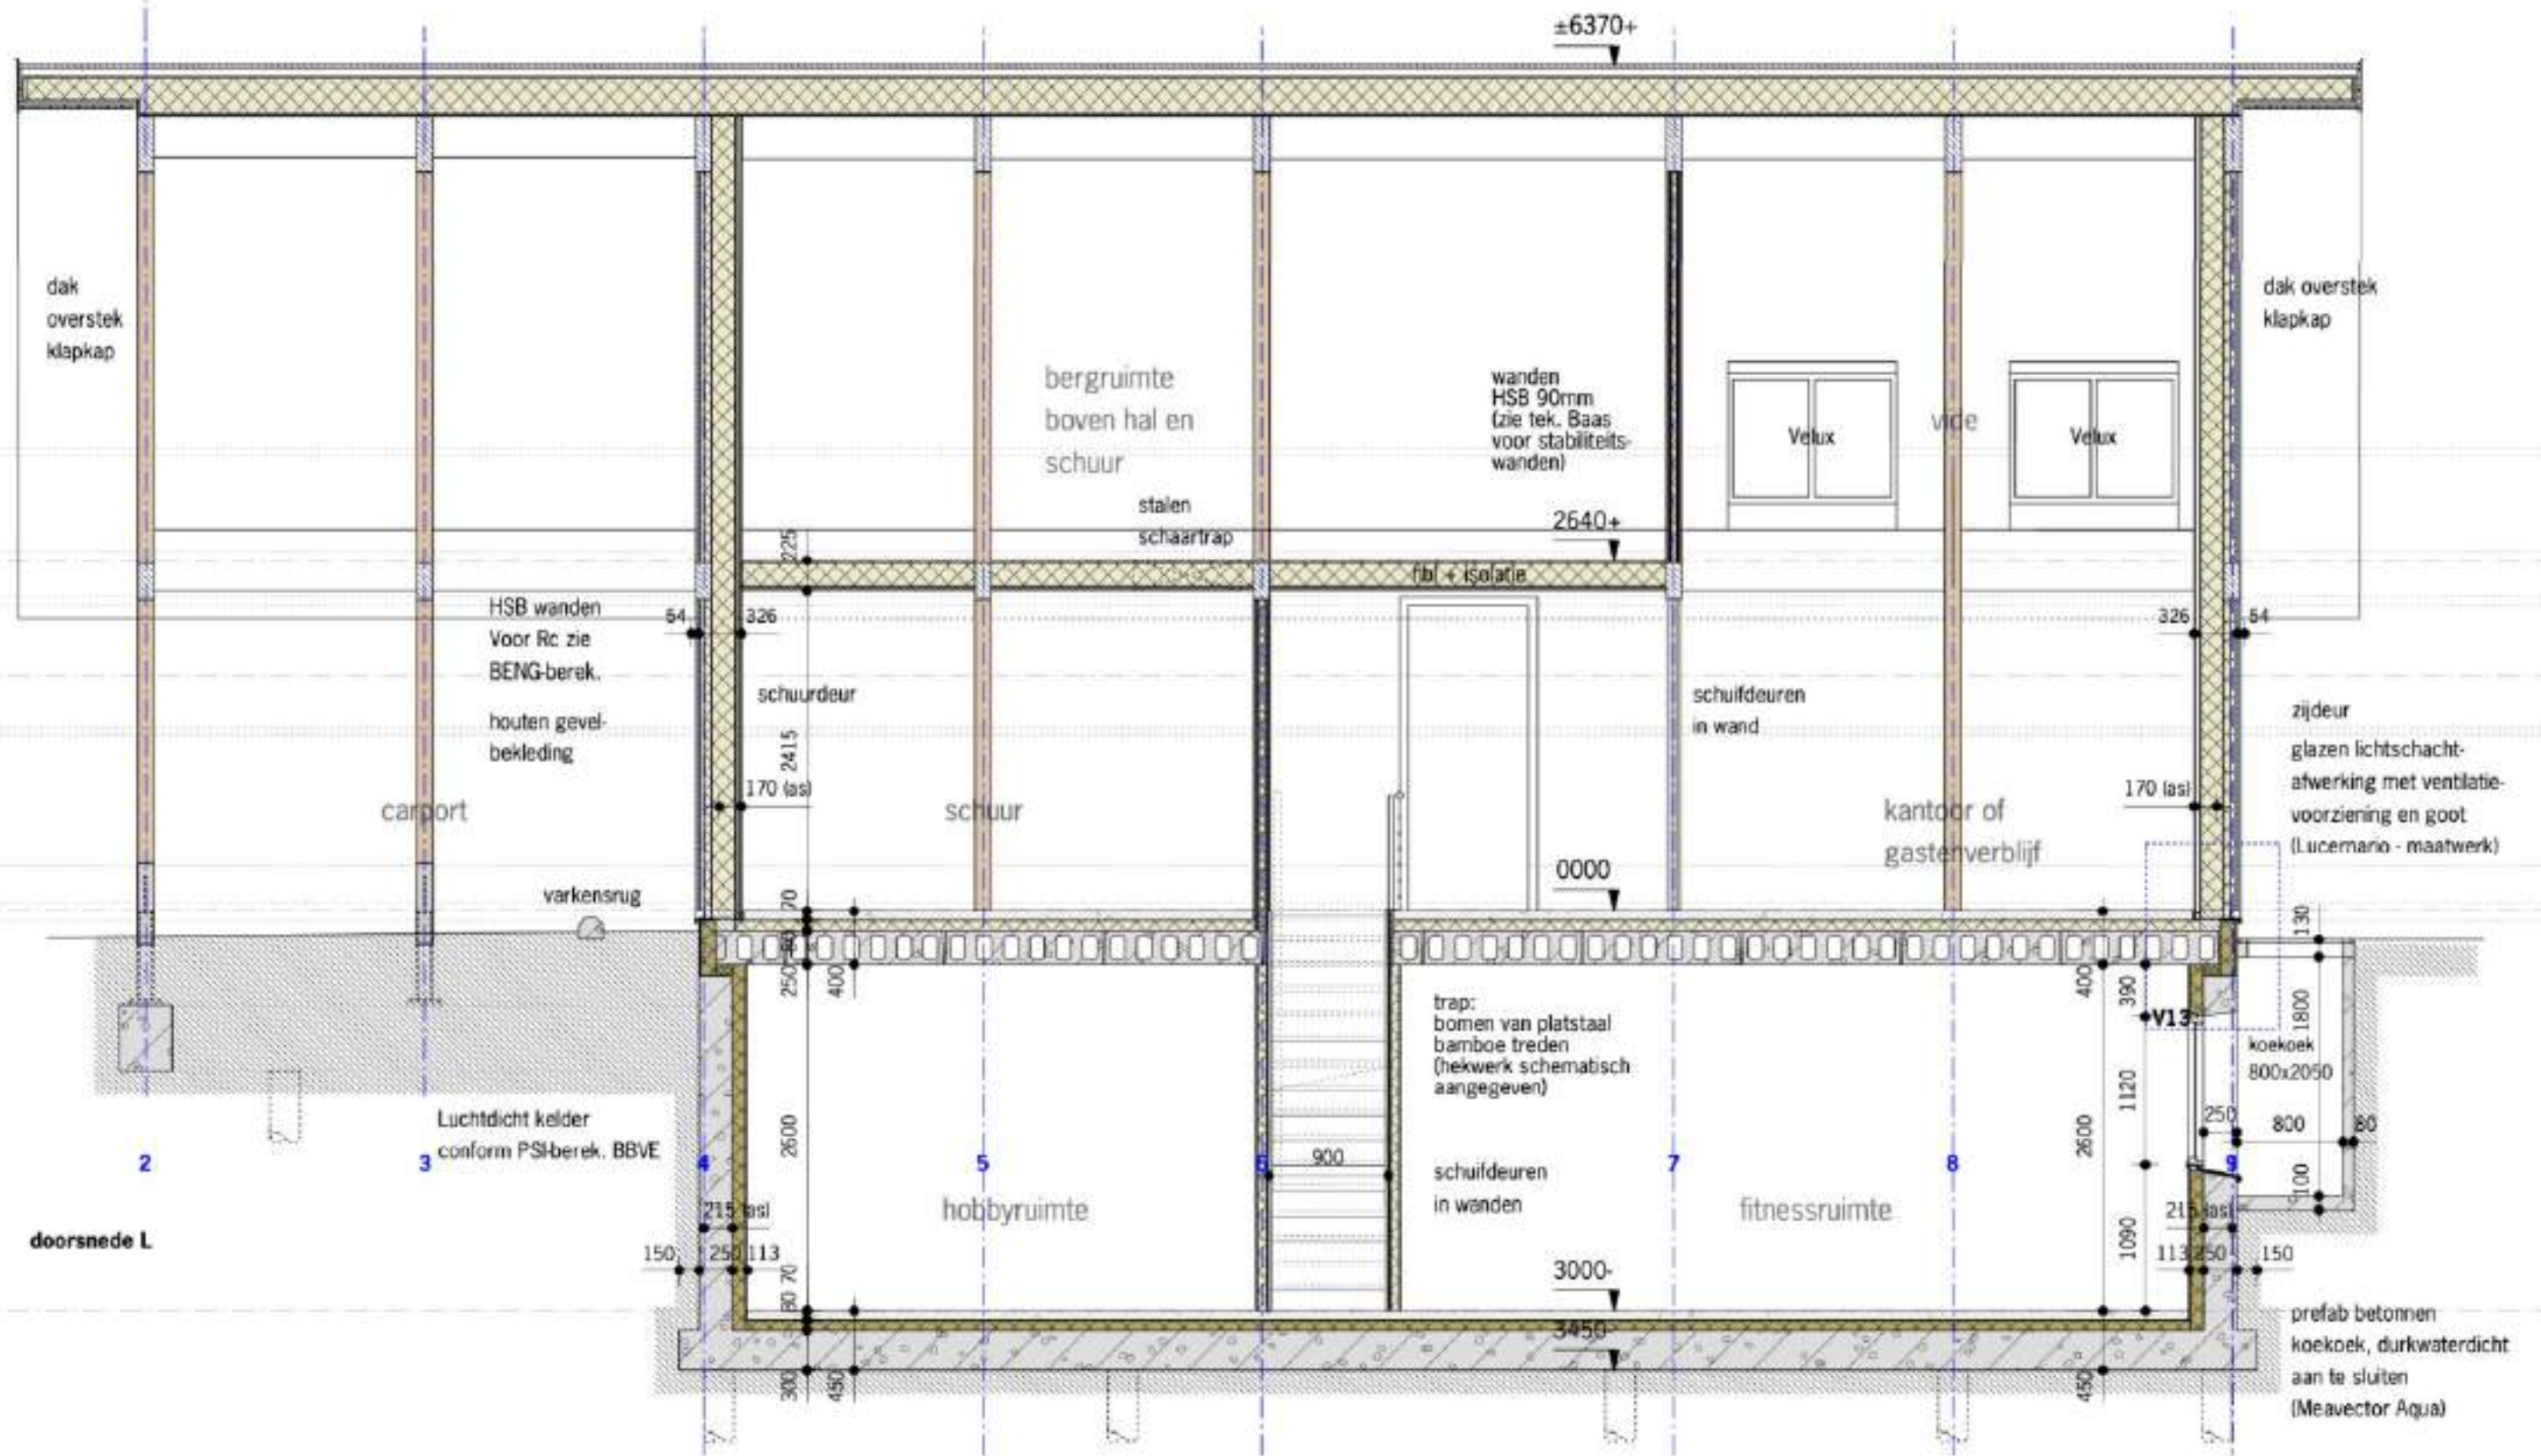 ±6370+
dak
overstek
klapkap
dak overstek
klapkap
bergruimte
boven hal en
schuur
wanden
HSB 90mm
(zie tek. Baas
voor stabiliteits-
wanden)
Velux
vide
Velux
stalen
schaartrap
2640+
225
fibl + isolatie
HSB wanden
Voor Rc zie
BENG-berek.
houten gevel-
bekleding
54
326
326
54
schuurdeur
2415
schuifdeuren
in wand
zijdeur
glazen lichtschacht-
afwerking met ventilatie-
voorziening en goot
(Lucernario - maatwerk)
170 (as)
170 (as)
carport
schuur
kantoor of
gastenverblijf
varkensrug
0000
70
80
250
400
130
400
390
V13
1800
trap:
bomen van platstaal
bamboe treden
(hekwerk schematisch
aangegeven)
koekoek
800x2050
Luchtdicht kelder
conform PSI-berek. BBVE
2600
2600
1120
250
800
80
2
3
4
5
6
900
7
8
9
100
schuifdeuren
in wanden
hobbyruimte
fitnessruimte
215 (as)
215 (as)
doorsnede L
150
250
113
1090
113
250
150
70
80
3000-
3450-
300
450
450
prefab betonnen
koekoek, durkwaterdicht
aan te sluiten
(Meavector Aqua)